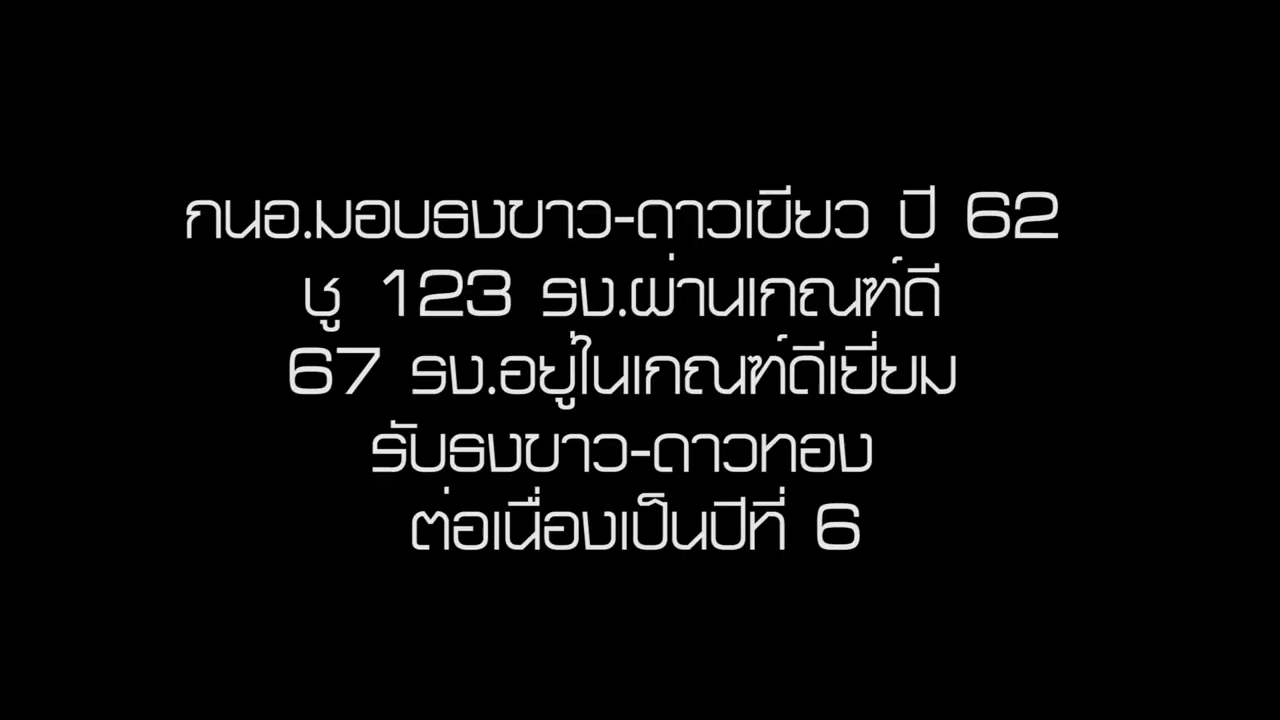 กนอ.มอบธงขาว-ดาวเขียว ปี 62
ชู 123 รง.ผ่านเกณฑ์ดี
67 รง.อยู่ในเกณฑ์ดีเยี่ยม
รับธงขาว-ดาวทอง
ต่อเนื่องเป็นปีที่ 6